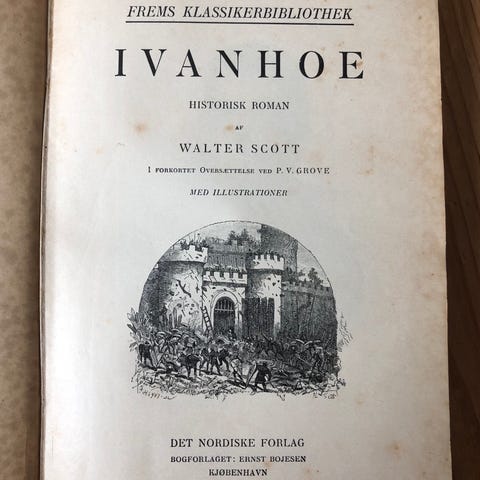 FREMS KLASSIKERBIBLIOTHEK
IVANHOE
HISTORISK ROMAN
AF
WALTER SCOTT
I FORKORTET OVERSÆTTELSE VED P. V. GROVE
MED ILLUSTRATIONER
DET NORDISKE FORLAG
BOGFORLAGET: ERNST BOJESEN
KJØBENHAVN